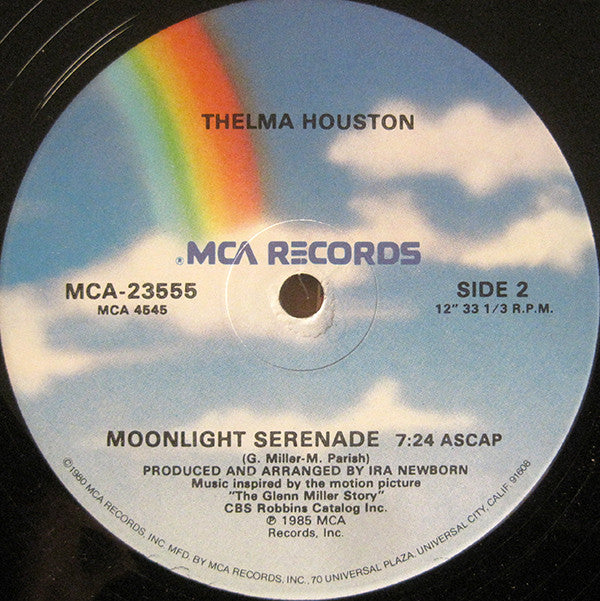 THELMA HOUSTON
® MCA RECORDS
MCA-23555
MCA 4545
SIDE 2
12" 33 1/3 R.P.M.
MOONLIGHT SERENADE 7:24 ASCAP
(G. Miller-M. Parish)
PRODUCED AND ARRANGED BY IRA NEWBORN
Music inspired by the motion picture
"The Glenn Miller Story"
CBS Robbins Catalog Inc.
℗ 1985 MCA
Records, Inc.
©1980 MCA RECORDS, INC. MFD. BY MCA RECORDS, INC., 70 UNIVERSAL PLAZA, UNIVERSAL CITY, CALIF. 91608